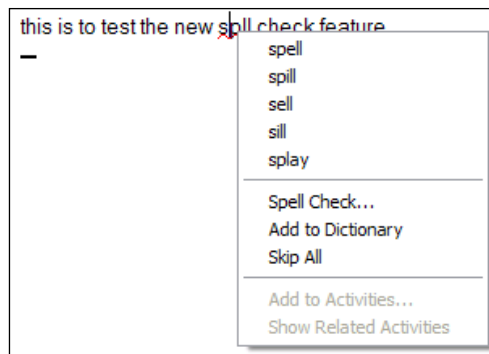 this is to test the new spll check feature
spell
spill
sell
sill
splay
Spell Check...
Add to Dictionary
Skip All
Add to Activities...
Show Related Activities